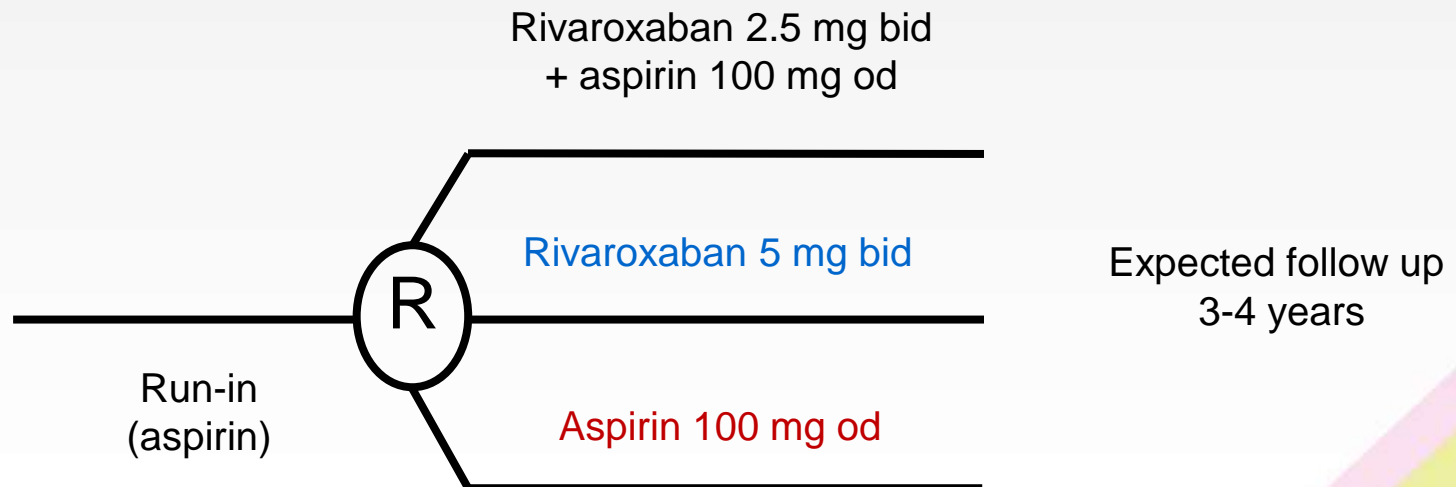 Rivaroxaban 2.5 mg bid
+ aspirin 100 mg od
Rivaroxaban 5 mg bid
R
Expected follow up
3-4 years
Run-in
(aspirin)
Aspirin 100 mg od